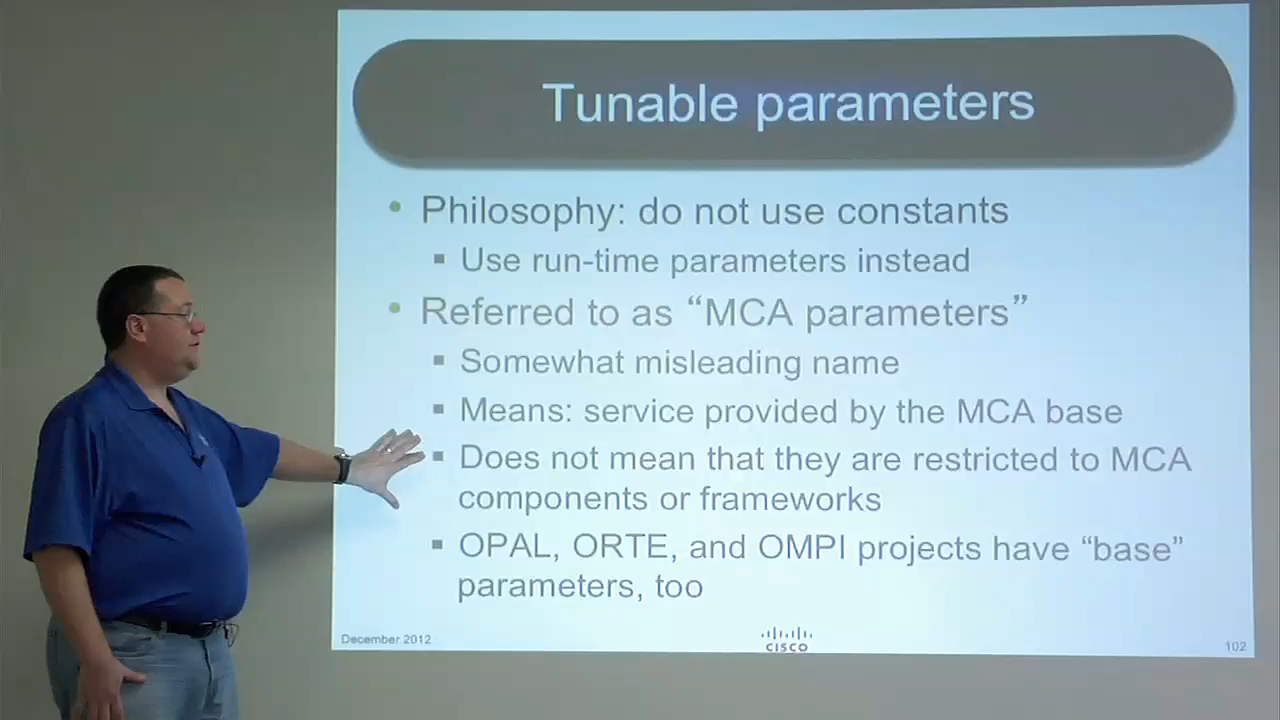 Tunable parameters
• Philosophy: do not use constants
▪ Use run-time parameters instead
• Referred to as “MCA parameters”
▪ Somewhat misleading name
▪ Means: service provided by the MCA base
▪ Does not mean that they are restricted to MCA
components or frameworks
▪ OPAL, ORTE, and OMPI projects have “base”
parameters, too
December 2012
CISCO
102